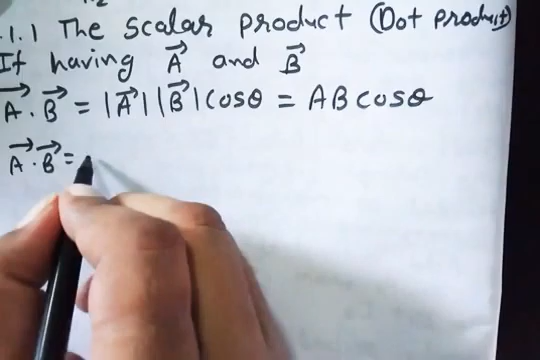 .1.1 The scalar product (Dot product)
If having A⃗ and B⃗
A⃗ . B⃗ = |A⃗| |B⃗| cosθ = AB cosθ
A⃗ . B⃗ =